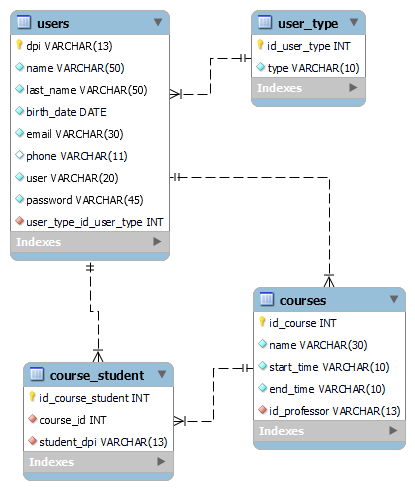 users
dpi VARCHAR(13)
name VARCHAR(50)
last_name VARCHAR(50)
birth_date DATE
email VARCHAR(30)
phone VARCHAR(11)
user VARCHAR(20)
password VARCHAR(45)
user_type_id_user_type INT
Indexes
user_type
id_user_type INT
type VARCHAR(10)
Indexes
course_student
id_course_student INT
course_id INT
student_dpi VARCHAR(13)
Indexes
courses
id_course INT
name VARCHAR(30)
start_time VARCHAR(10)
end_time VARCHAR(10)
id_professor VARCHAR(13)
Indexes